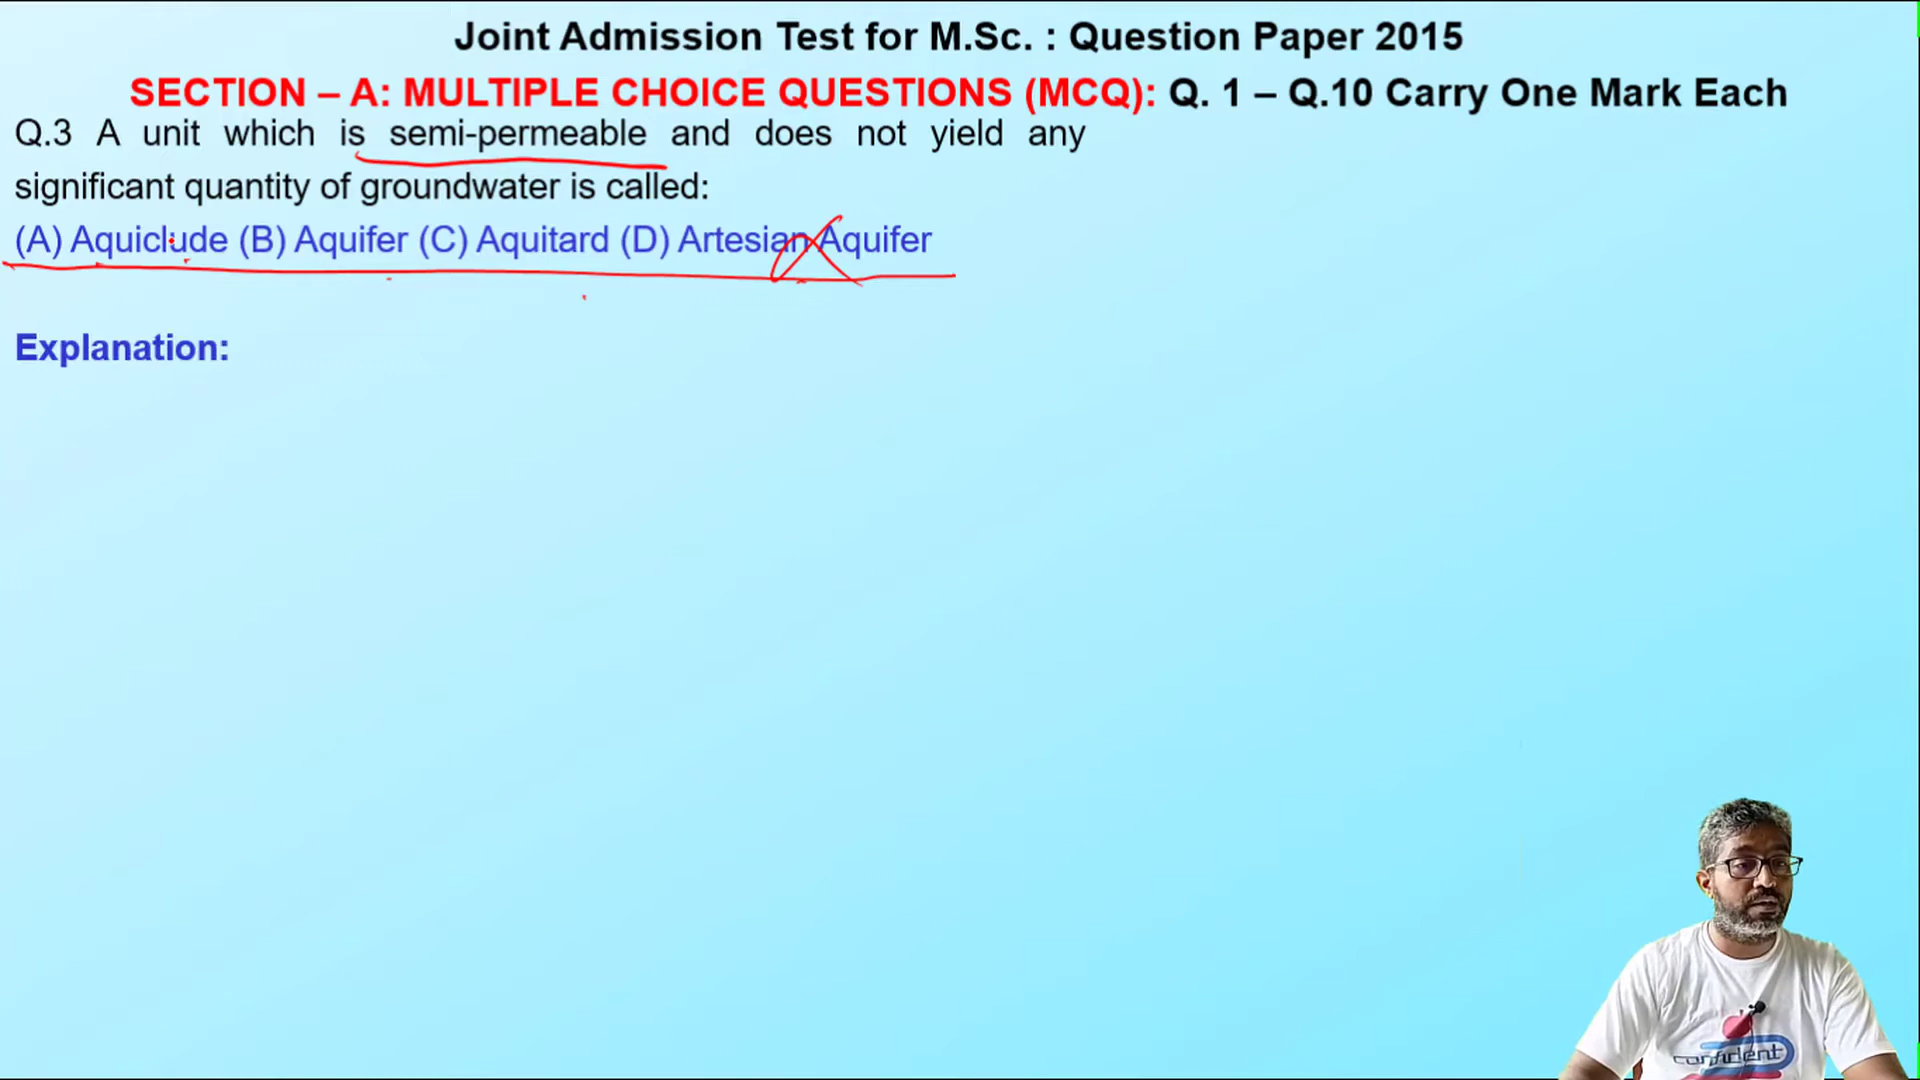 Joint Admission Test for M.Sc. : Question Paper 2015
SECTION – A: MULTIPLE CHOICE QUESTIONS (MCQ): Q. 1 – Q.10 Carry One Mark Each
Q.3 A unit which is semi-permeable and does not yield any
significant quantity of groundwater is called:
(A) Aquiclude (B) Aquifer (C) Aquitard (D) Artesian Aquifer
Explanation:
confident